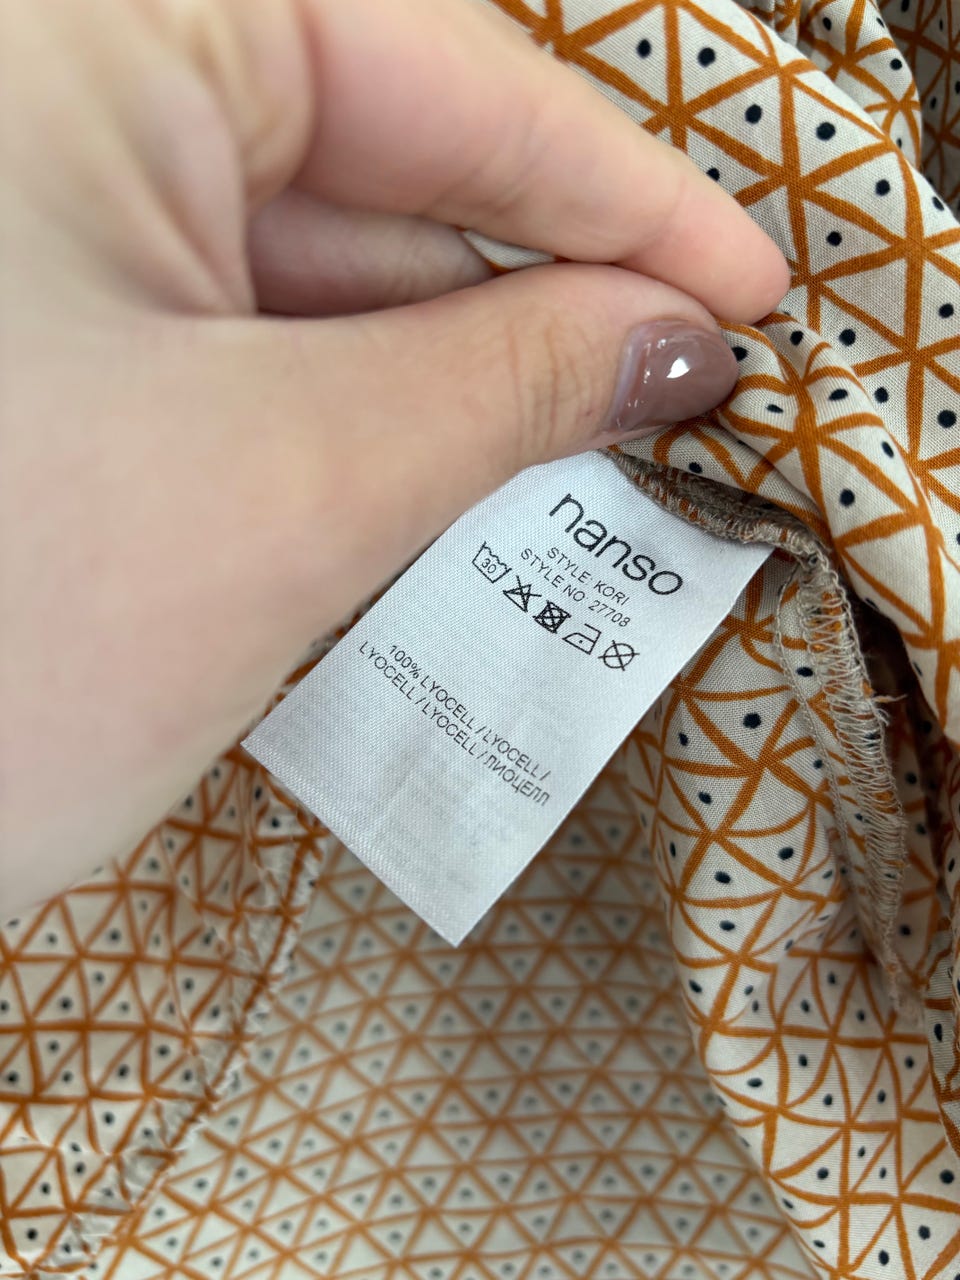 nanso
STYLE: KORI
STYLE NO 27708
30
100% LYOCELL / LYOCELL /
LYOCELL / LYOCELL / ЛИОЦЕЛЛ